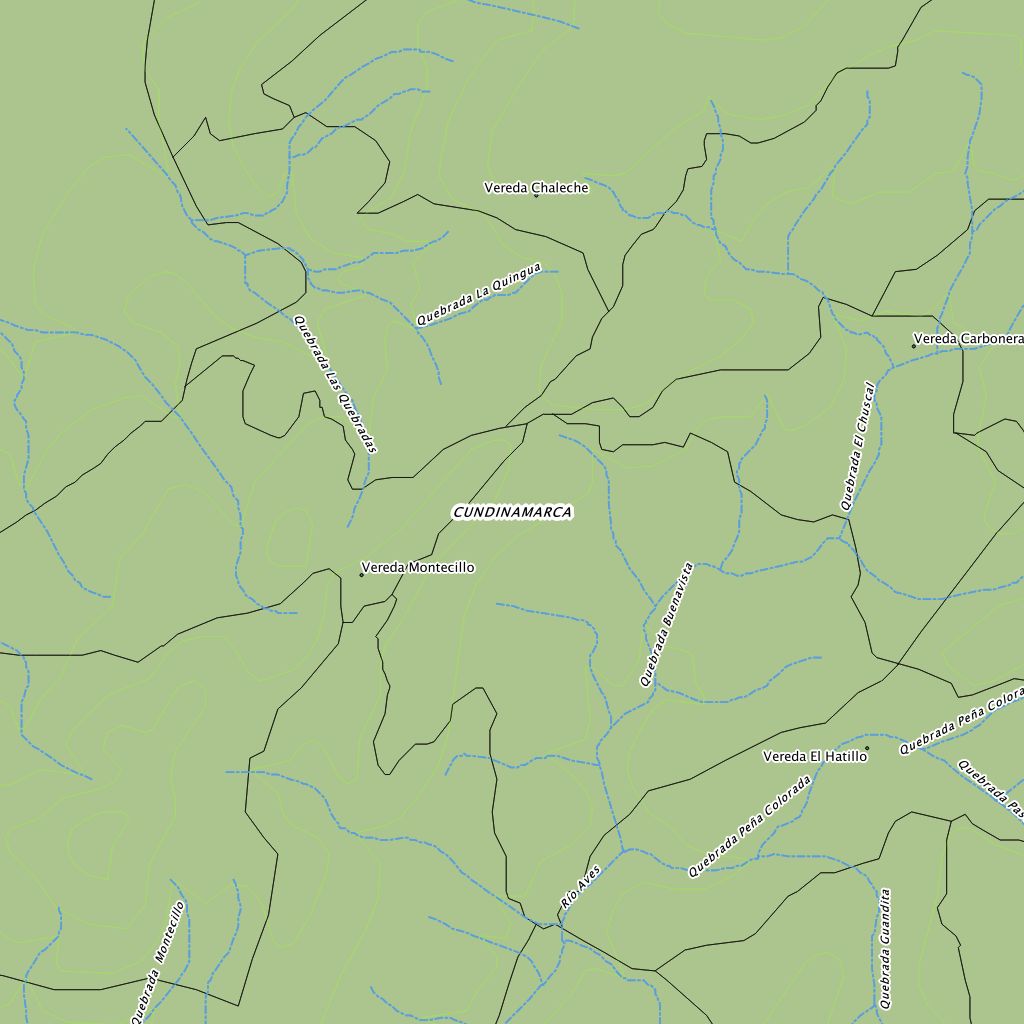 Vereda Chaleche
Quebrada La Quingua
Quebrada Las Quebradas
Vereda Carbonera
Quebrada El Chuscal
CUNDINAMARCA
Vereda Montecillo
Quebrada Buenavista
Quebrada Peña Colora
Vereda El Hatillo
Quebrada Pas
Quebrada Peña Colorada
Río Aves
Quebrada Montecillo
Quebrada Guandita